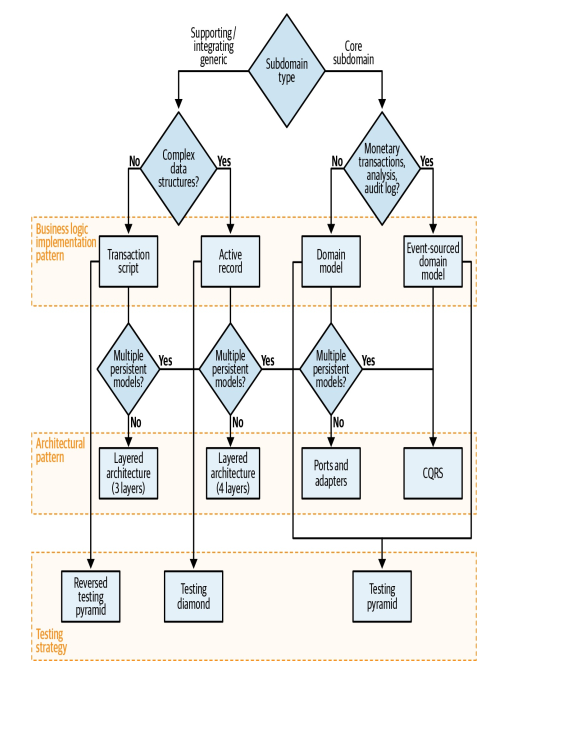 Supporting/
integrating
generic
Core
subdomain
Subdomain
type
Complex
data
structures?
No
Yes
Monetary
transactions,
analysis,
audit log?
No
Yes
Business logic
implementation
pattern
Transaction
script
Active
record
Domain
model
Event-sourced
domain
model
Multiple
persistent
models?
Yes
Multiple
persistent
models?
Yes
Multiple
persistent
models?
Yes
No
No
No
Architectural
pattern
Layered
architecture
(3 layers)
Layered
architecture
(4 layers)
Ports and
adapters
CQRS
Reversed
testing
pyramid
Testing
diamond
Testing
pyramid
Testing
strategy